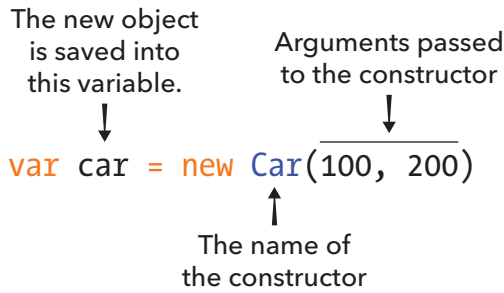 The new object
is saved into
this variable.
Arguments passed
to the constructor
var car = new Car(100, 200)
The name of
the constructor